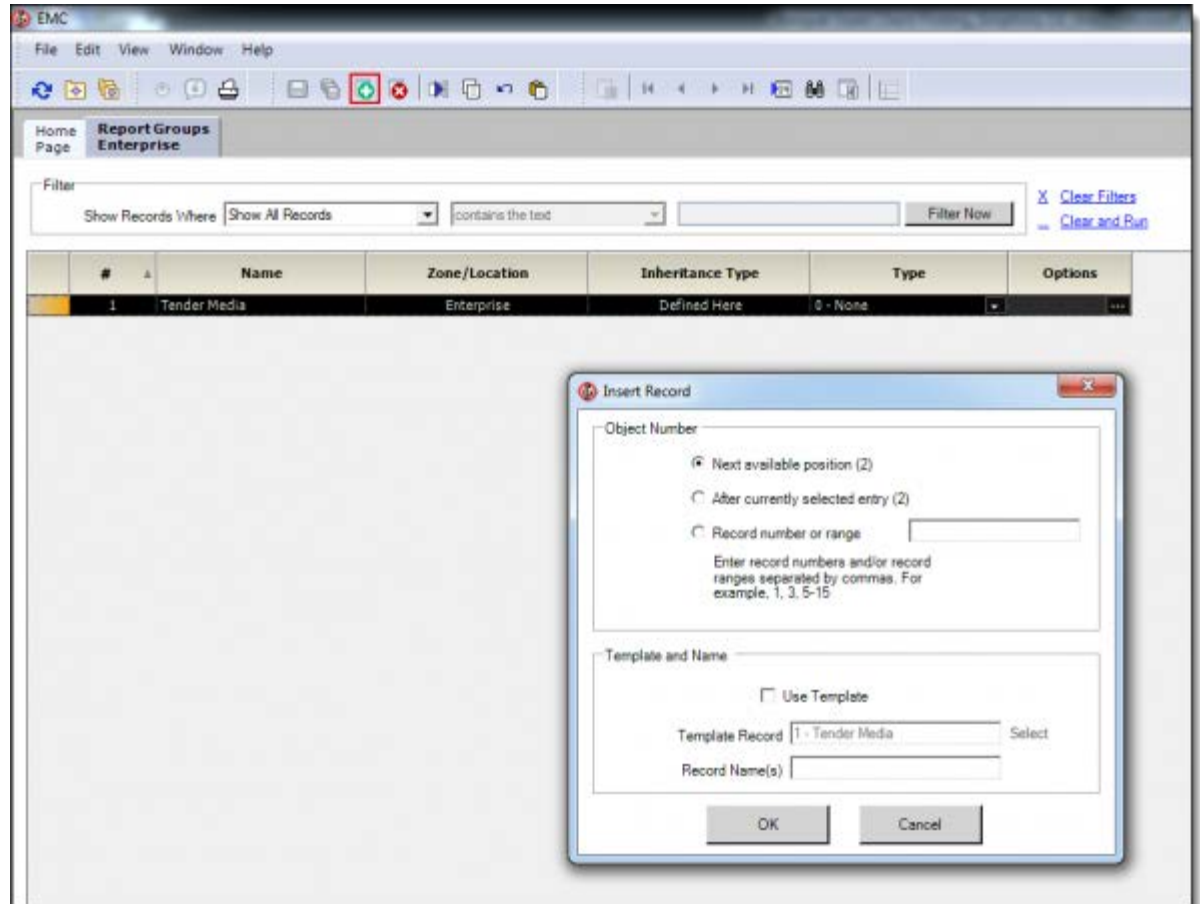 EMC
File Edit View Window Help
Home Page
Report Groups Enterprise
Filter
Show Records Where Show All Records contains the text Filter Now
X Clear Filters
... Clear and Run
# Name Zone/Location Inheritance Type Type Options
1 Tender Media Enterprise Defined Here 0 - None ...
Insert Record
Object Number
Next available position (2)
After currently selected entry (2)
Record number or range
Enter record numbers and/or record
ranges separated by commas. For
example, 1, 3, 5-15
Template and Name
Use Template
Template Record 1 - Tender Media Select
Record Name(s)
OK Cancel